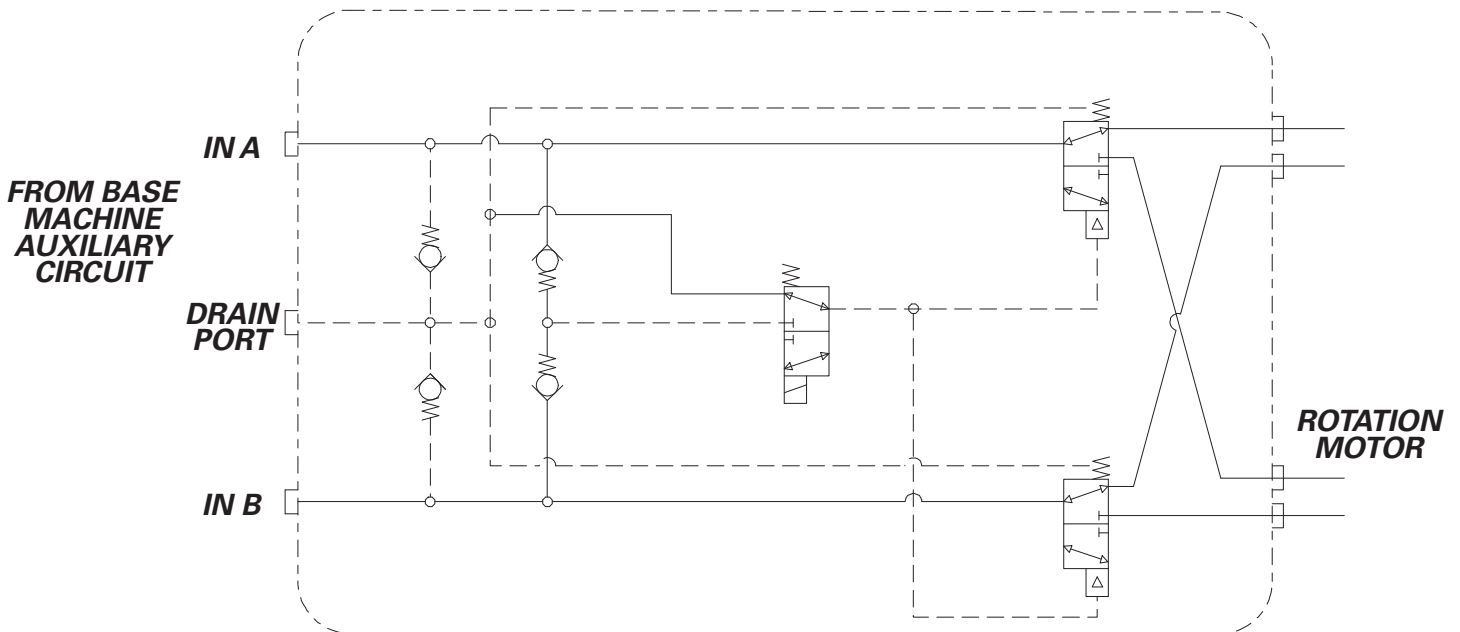 IN A
FROM BASE
MACHINE
AUXILIARY
CIRCUIT
DRAIN
PORT
IN B
ROTATION
MOTOR